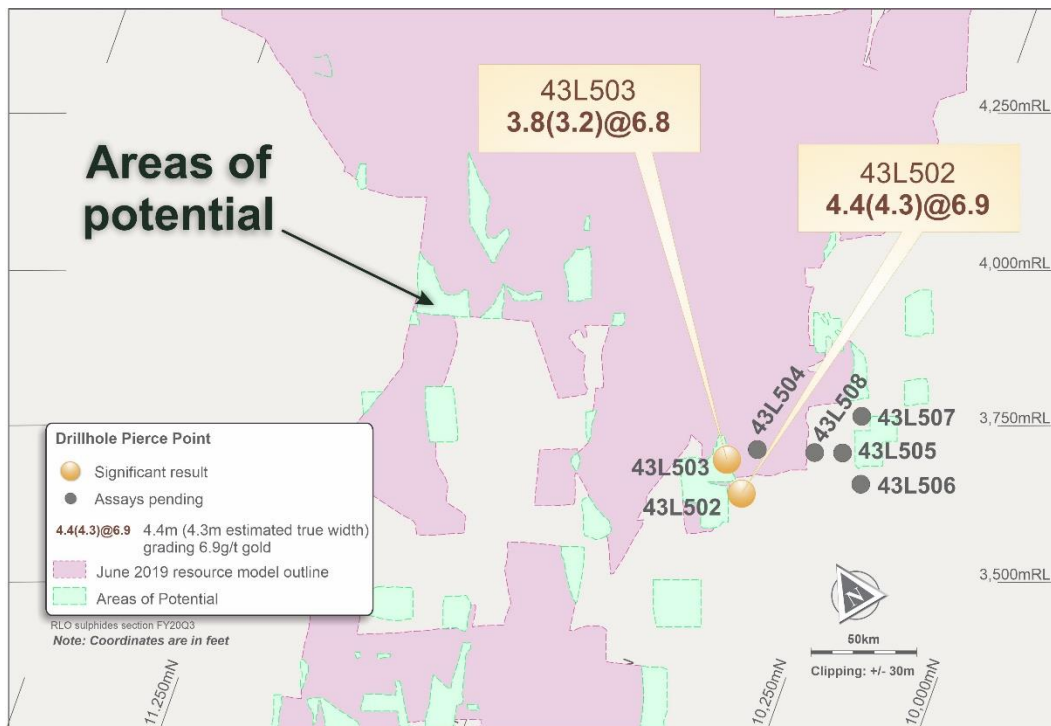 43L503
3.8(3.2)@6.8
4,250mRL
Areas of
potential
43L502
4.4(4.3)@6.9
4,000mRL
43L504
43L508
43L507
3,750mRL
43L505
43L503
43L506
43L502
Drillhole Pierce Point
Significant result
Assays pending
4.4(4.3)@6.9 4.4m (4.3m estimated true width)
grading 6.9g/t gold
June 2019 resource model outline
Areas of Potential
3,500mRL
RLO sulphides section FY20Q3
Note: Coordinates are in feet
N
50km
Clipping: +/- 30m
11,250mN
10,250mN
10,000mN